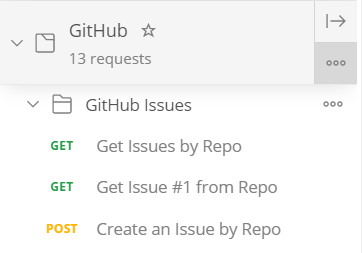 GitHub
13 requests
GitHub Issues
GET Get Issues by Repo
GET Get Issue #1 from Repo
POST Create an Issue by Repo